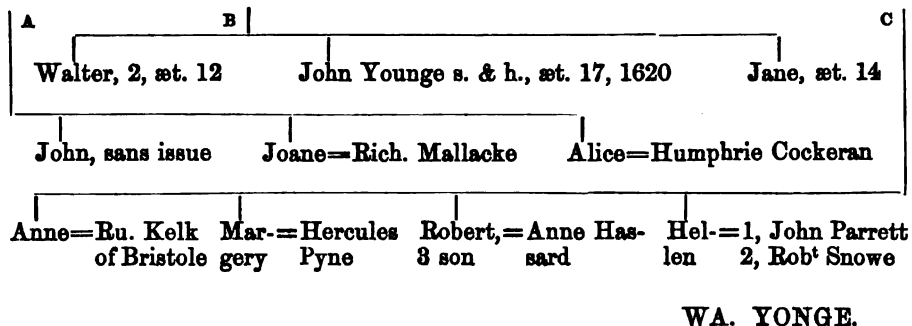 A B C
Walter, 2, æt. 12 John Younge s. & h., æt. 17, 1620 Jane, æt. 14
John, sans issue Joane=Rich. Mallacke Alice=Humphrie Cockeran
Anne=Ru. Kelk Mar-=Hercules Robert,=Anne Has- Hel-=1, John Parrett
of Bristole gery Pyne 3 son sard len 2, Robᵗ Snowe
WA. YONGE.